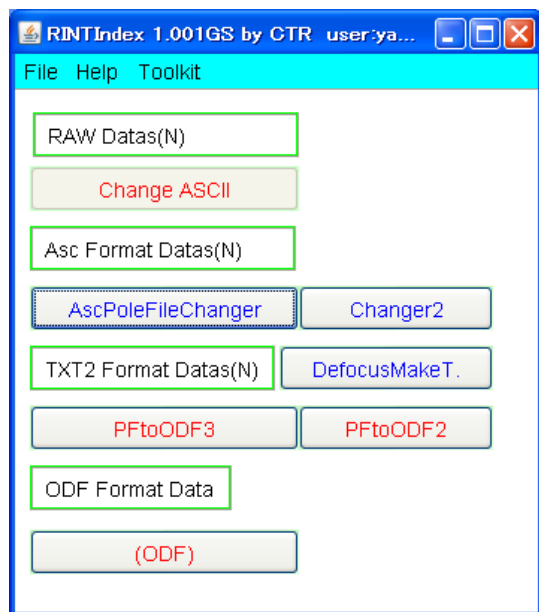 RINTIndex 1.001GS by CTR user:ya...
File Help Toolkit
RAW Datas(N)
Change ASCII
Asc Format Datas(N)
AscPoleFileChanger Changer2
TXT2 Format Datas(N) DefocusMakeT.
PFtoODF3 PFtoODF2
ODF Format Data
(ODF)